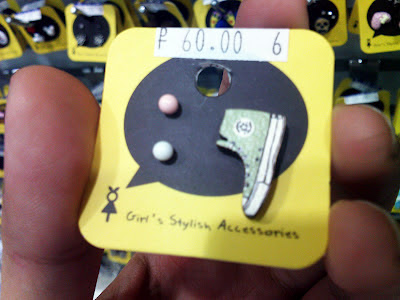 ₱ 60.00 6
Girl's Stylish Accessories